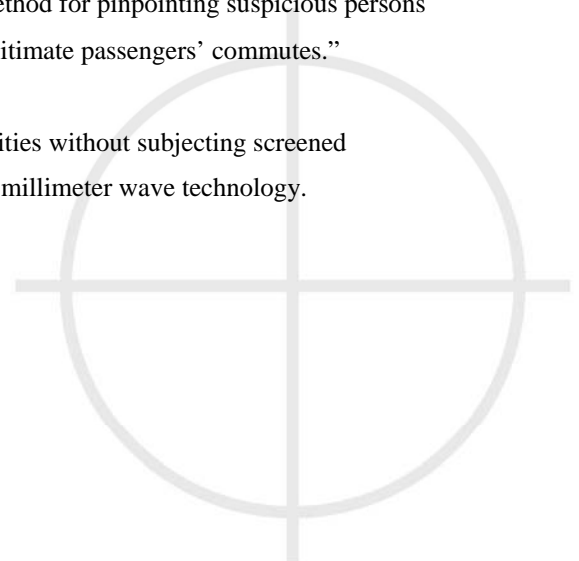 ethod for pinpointing suspicious persons
itimate passengers’ commutes.”
ities without subjecting screened
millimeter wave technology.